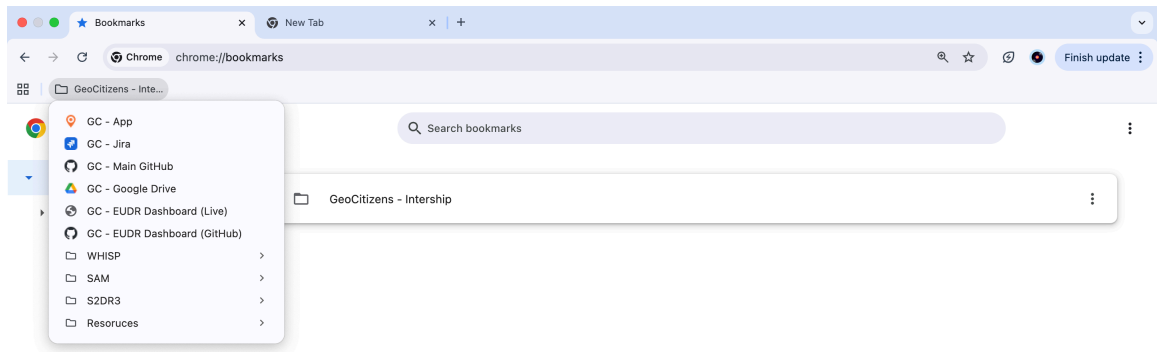 Bookmarks
New Tab
Chrome chrome://bookmarks
Finish update
GeoCitizens - Inte...
GC - App
Search bookmarks
GC - Jira
GC - Main GitHub
GC - Google Drive
GeoCitizens - Intership
GC - EUDR Dashboard (Live)
GC - EUDR Dashboard (GitHub)
WHISP
SAM
S2DR3
Resoruces